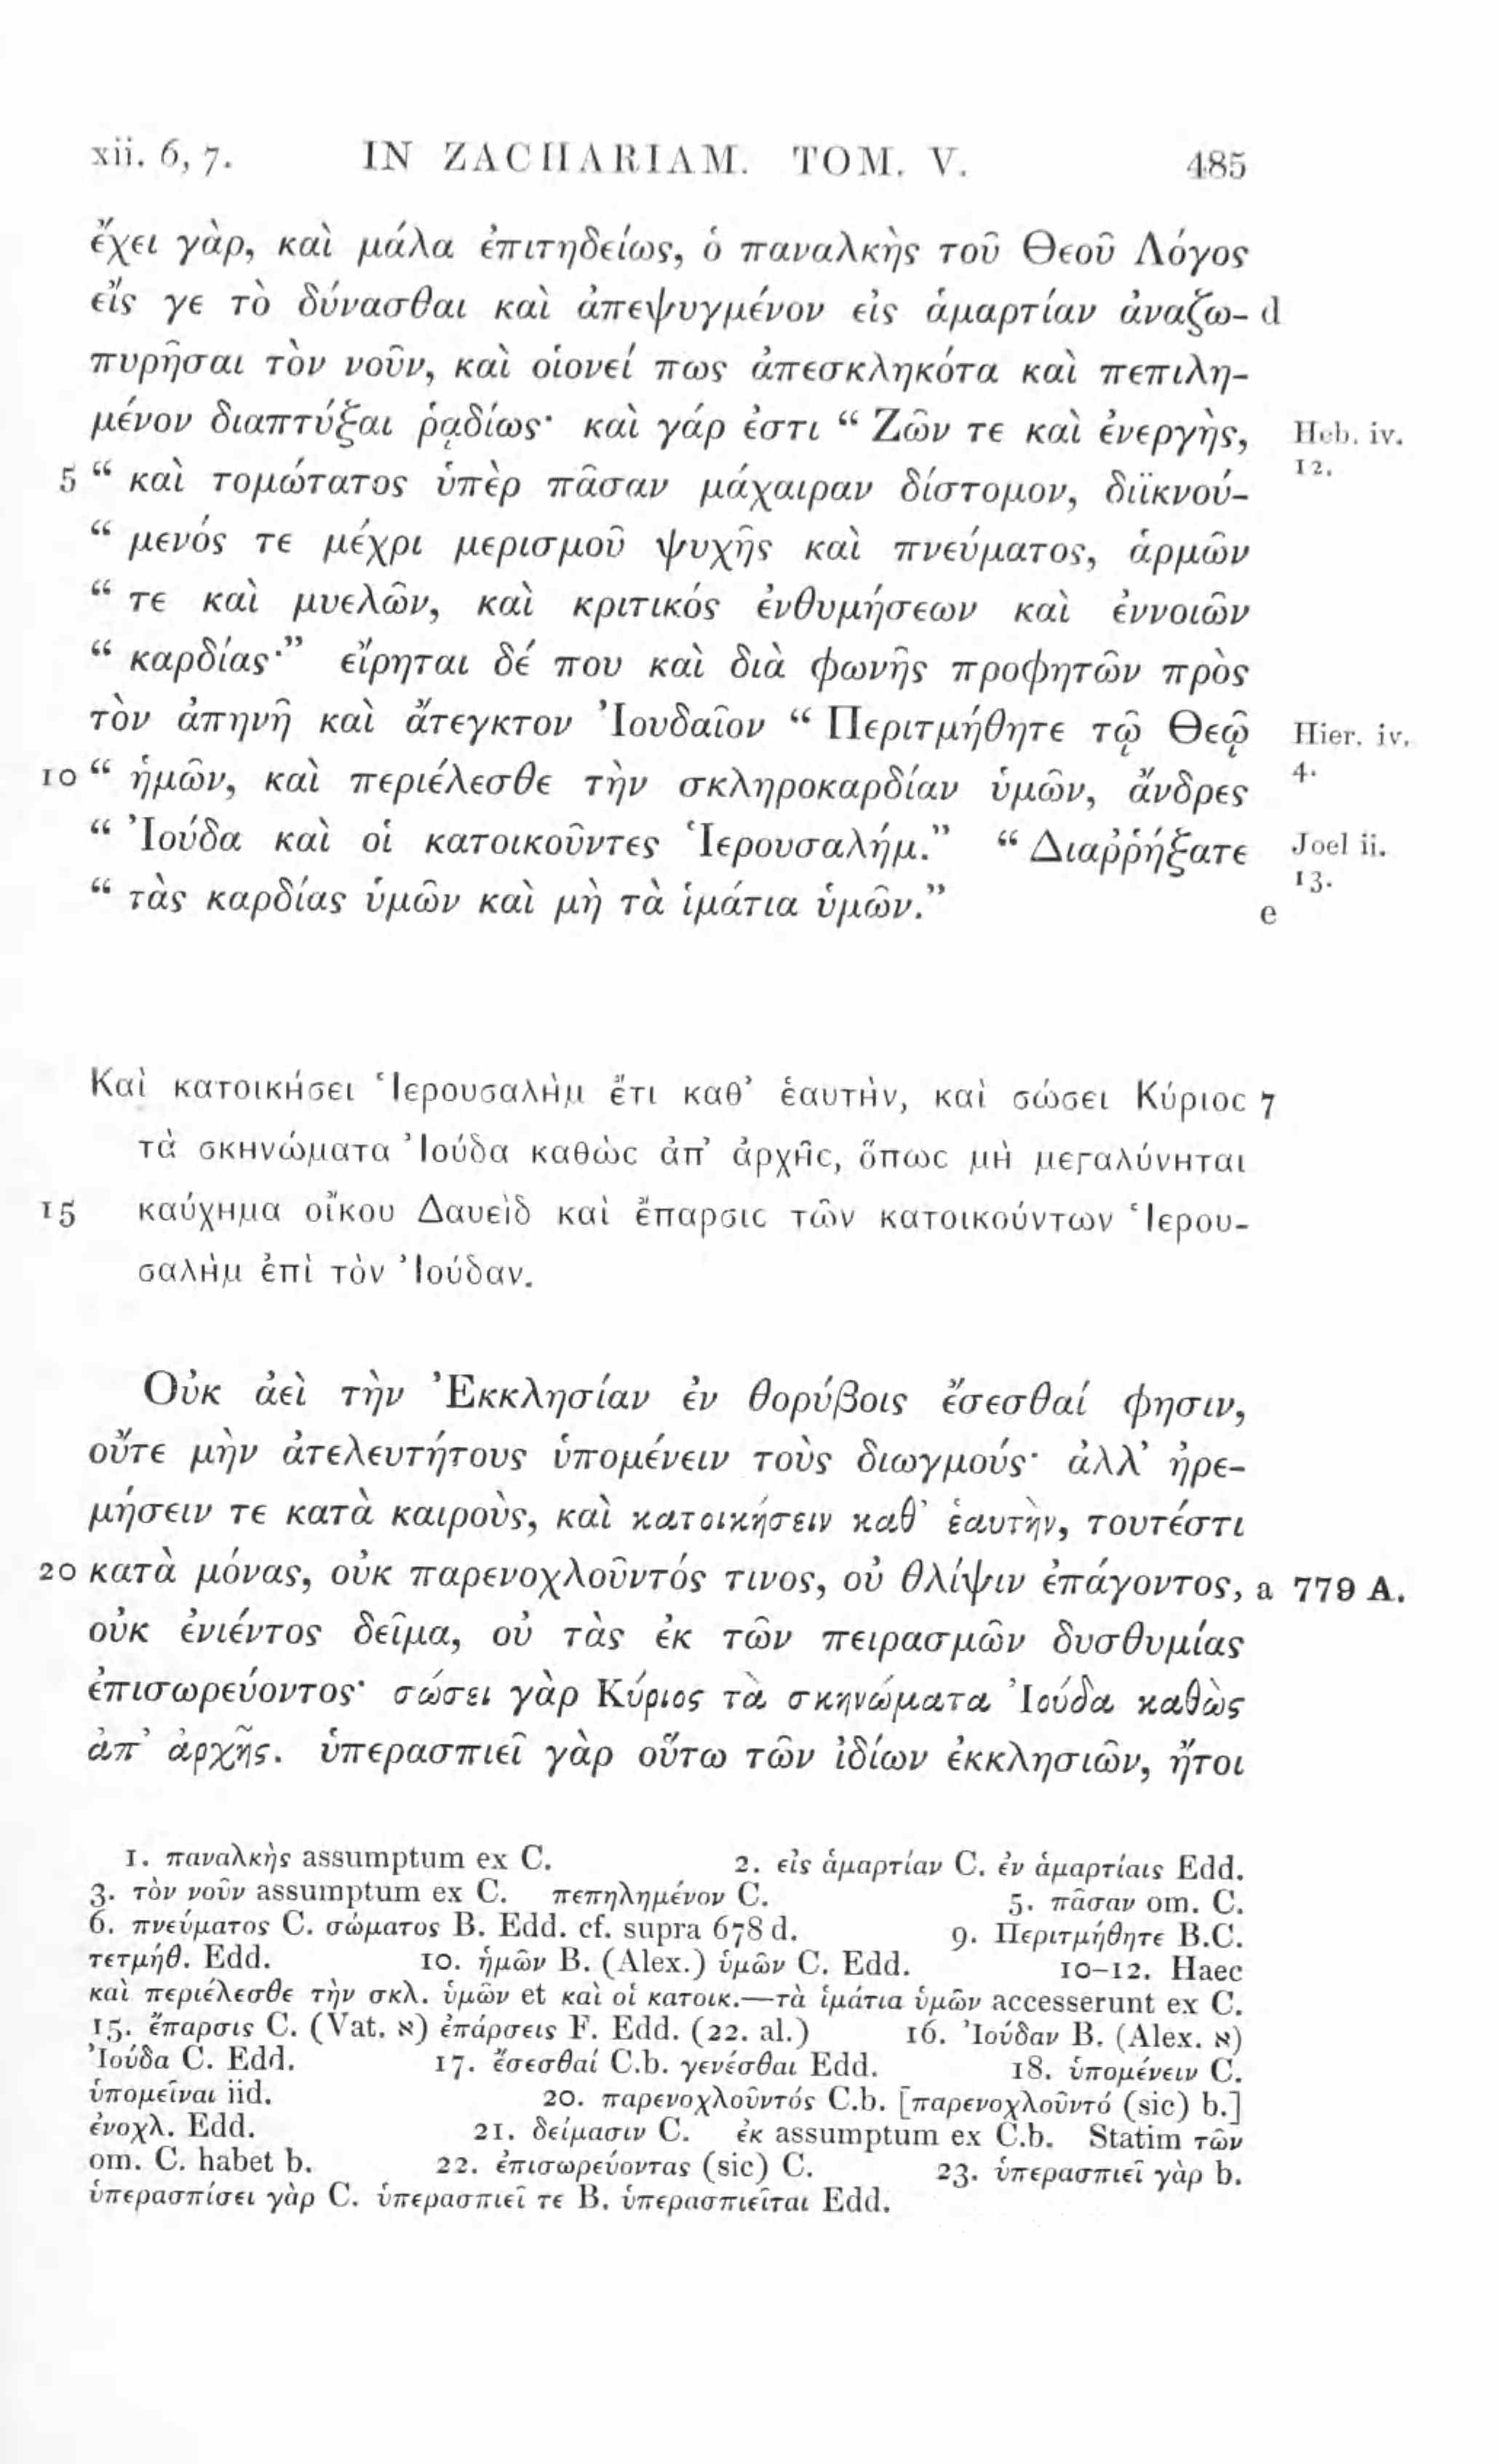 xii. 6, 7. IN ZACHARIAM. TOM. V. 485
ἔχει γὰρ, καὶ μάλα ἐπιτηδείως, ὁ παναλκὴς τοῦ Θεοῦ Λόγος
εἴς γε τὸ δύνασθαι καὶ ἀπεψυγμένον εἰς ἁμαρτίαν ἀναζω- d
πυρῆσαι τὸν νοῦν, καὶ οἱονεί πως ἀπεσκληκότα καὶ πεπιλη-
μένον διαπτύξαι ῥᾳδίως· καὶ γάρ ἐστι “ Ζῶν τε καὶ ἐνεργὴς, Heb. iv.
5 “ καὶ τομώτατος ὑπὲρ πᾶσαν μάχαιραν δίστομον, διϊκνού- 12.
“ μενός τε μέχρι μερισμοῦ ψυχῆς καὶ πνεύματος, ἁρμῶν
“ τε καὶ μυελῶν, καὶ κριτικός ἐνθυμήσεων καὶ ἐννοιῶν
“ καρδίας·” εἴρηται δέ που καὶ διὰ φωνῆς προφητῶν πρὸς
τὸν ἀπηνῆ καὶ ἄτεγκτον Ἰουδαῖον “ Περιτμήθητε τῷ Θεῷ Hier. iv.
10 “ ἡμῶν, καὶ περιέλεσθε τὴν σκληροκαρδίαν ὑμῶν, ἄνδρες 4.
“ Ἰούδα καὶ οἱ κατοικοῦντες Ἱερουσαλήμ.” “ Διαῤῥήξατε Joel ii.
“ τὰς καρδίας ὑμῶν καὶ μὴ τὰ ἱμάτια ὑμῶν.” e 13.
Καὶ κατοικήσει Ἱερουσαλὴμ ἔτι καθ’ ἑαυτὴν, καὶ σώσει Κύριος 7
τὰ σκηνώματα Ἰούδα καθὼς ἀπ’ ἀρχῆς, ὅπως μὴ μεγαλύνηται
15 καύχημα οἴκου Δαυεὶδ καὶ ἔπαρσις τῶν κατοικούντων Ἱερου-
σαλὴμ ἐπὶ τὸν Ἰούδαν.
Οὐκ ἀεὶ τὴν Ἐκκλησίαν ἐν θορύβοις ἔσεσθαί φησιν,
οὔτε μὴν ἀτελευτήτους ὑπομένειν τοὺς διωγμούς· ἀλλ’ ἠρε-
μήσειν τε κατὰ καιροὺς, καὶ κατοικήσειν καθ’ ἑαυτὴν, τουτέστι
20 κατὰ μόνας, οὐκ παρενοχλοῦντός τινος, οὐ θλίψιν ἐπάγοντος, a 779 A.
οὐκ ἐνιέντος δεῖμα, οὐ τὰς ἐκ τῶν πειρασμῶν δυσθυμίας
ἐπισωρεύοντος· σώσει γὰρ Κύριος τὰ σκηνώματα Ἰούδα καθὼς
ἀπ’ ἀρχῆς. ὑπερασπιεῖ γὰρ οὕτω τῶν ἰδίων ἐκκλησιῶν, ἤτοι
1. παναλκὴς assumptum ex C. 2. εἰς ἁμαρτίαν C. ἐν ἁμαρτίαις Edd.
3. τὸν νοῦν assumptum ex C. πεπηλημένον C. 5. πᾶσαν om. C.
6. πνεύματος C. σώματος B. Edd. cf. supra 678 d. 9. Περιτμήθητε B.C.
τετμήθ. Edd. 10. ἡμῶν B. (Alex.) ὑμῶν C. Edd. 10–12. Haec
καὶ περιέλεσθε τὴν σκλ. ὑμῶν et καὶ οἱ κατοικ.—τὰ ἱμάτια ὑμῶν accesserunt ex C.
15. ἔπαρσις C. (Vat. א) ἐπάρσεις F. Edd. (22. al.) 16. Ἰούδαν B. (Alex. א)
Ἰούδα C. Edd. 17. ἔσεσθαί C.b. γενέσθαι Edd. 18. ὑπομένειν C.
ὑπομεῖναι iid. 20. παρενοχλοῦντός C.b. [παρενοχλοῦντό (sic) b.]
ἐνοχλ. Edd. 21. δείμασιν C. ἐκ assumptum ex C.b. Statim τῶν
om. C. habet b. 22. ἐπισωρεύοντας (sic) C. 23. ὑπερασπιεῖ γὰρ b.
ὑπερασπίσει γὰρ C. ὑπερασπιεῖ τε B. ὑπερασπιεῖται Edd.